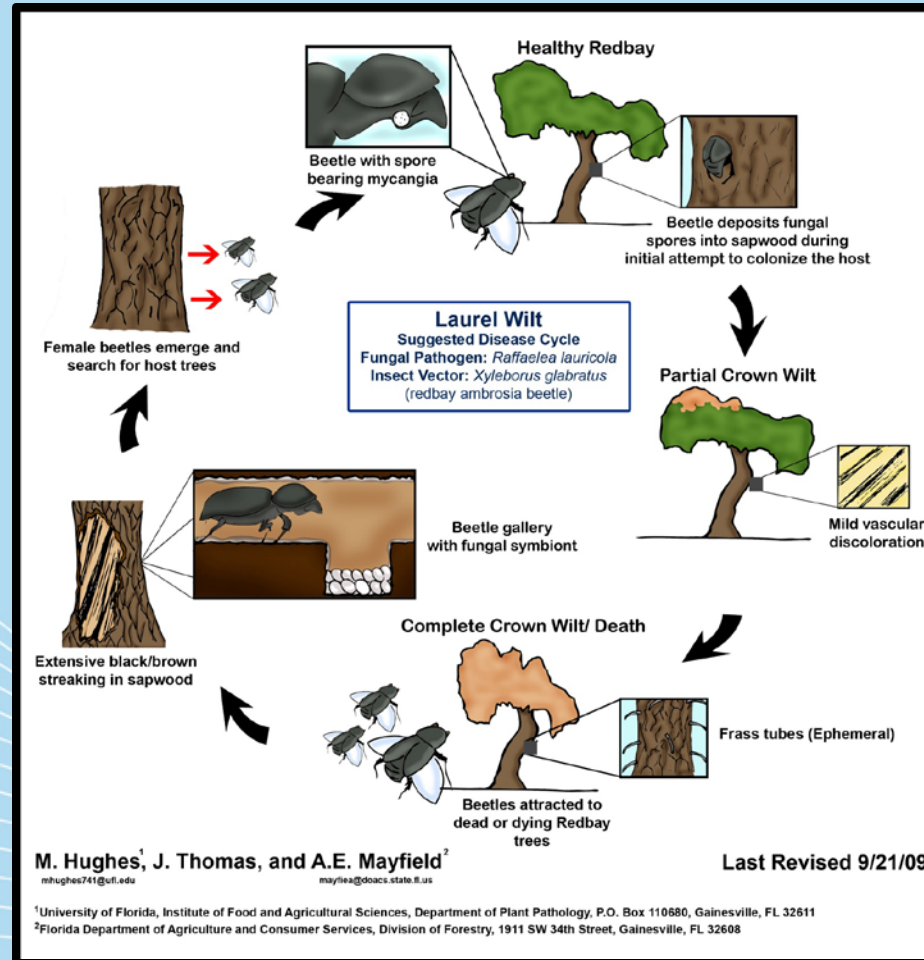 Healthy Redbay
Beetle with spore
bearing mycangia
Beetle deposits fungal
spores into sapwood during
initial attempt to colonize the host
Female beetles emerge and
search for host trees
Laurel Wilt
Suggested Disease Cycle
Fungal Pathogen: Raffaelea lauricola
Insect Vector: Xyleborus glabratus
(redbay ambrosia beetle)
Partial Crown Wilt
Mild vascular
discoloration
Beetle gallery
with fungal symbiont
Extensive black/brown
streaking in sapwood
Complete Crown Wilt/ Death
Frass tubes (Ephemeral)
Beetles attracted to
dead or dying Redbay
trees
M. Hughes,¹ J. Thomas, and A.E. Mayfield²
mhughes741@ufl.edu mayfiea@doacs.state.fl.us
Last Revised 9/21/09
¹University of Florida, Institute of Food and Agricultural Sciences, Department of Plant Pathology, P.O. Box 110680, Gainesville, FL 32611
²Florida Department of Agriculture and Consumer Services, Division of Forestry, 1911 SW 34th Street, Gainesville, FL 32608